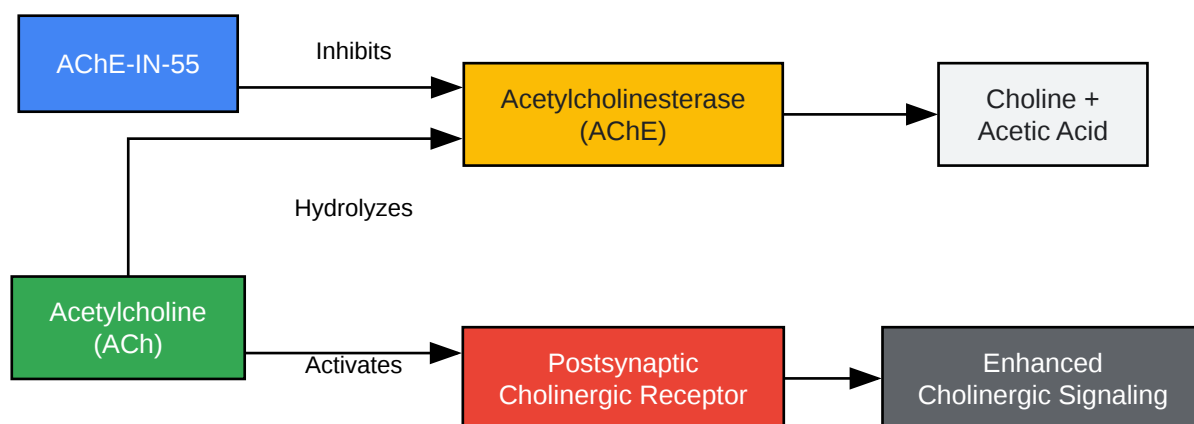 AChE-IN-55
Inhibits
Acetylcholinesterase
(AChE)
Choline +
Acetic Acid
Hydrolyzes
Acetylcholine
(ACh)
Activates
Postsynaptic
Cholinergic Receptor
Enhanced
Cholinergic Signaling